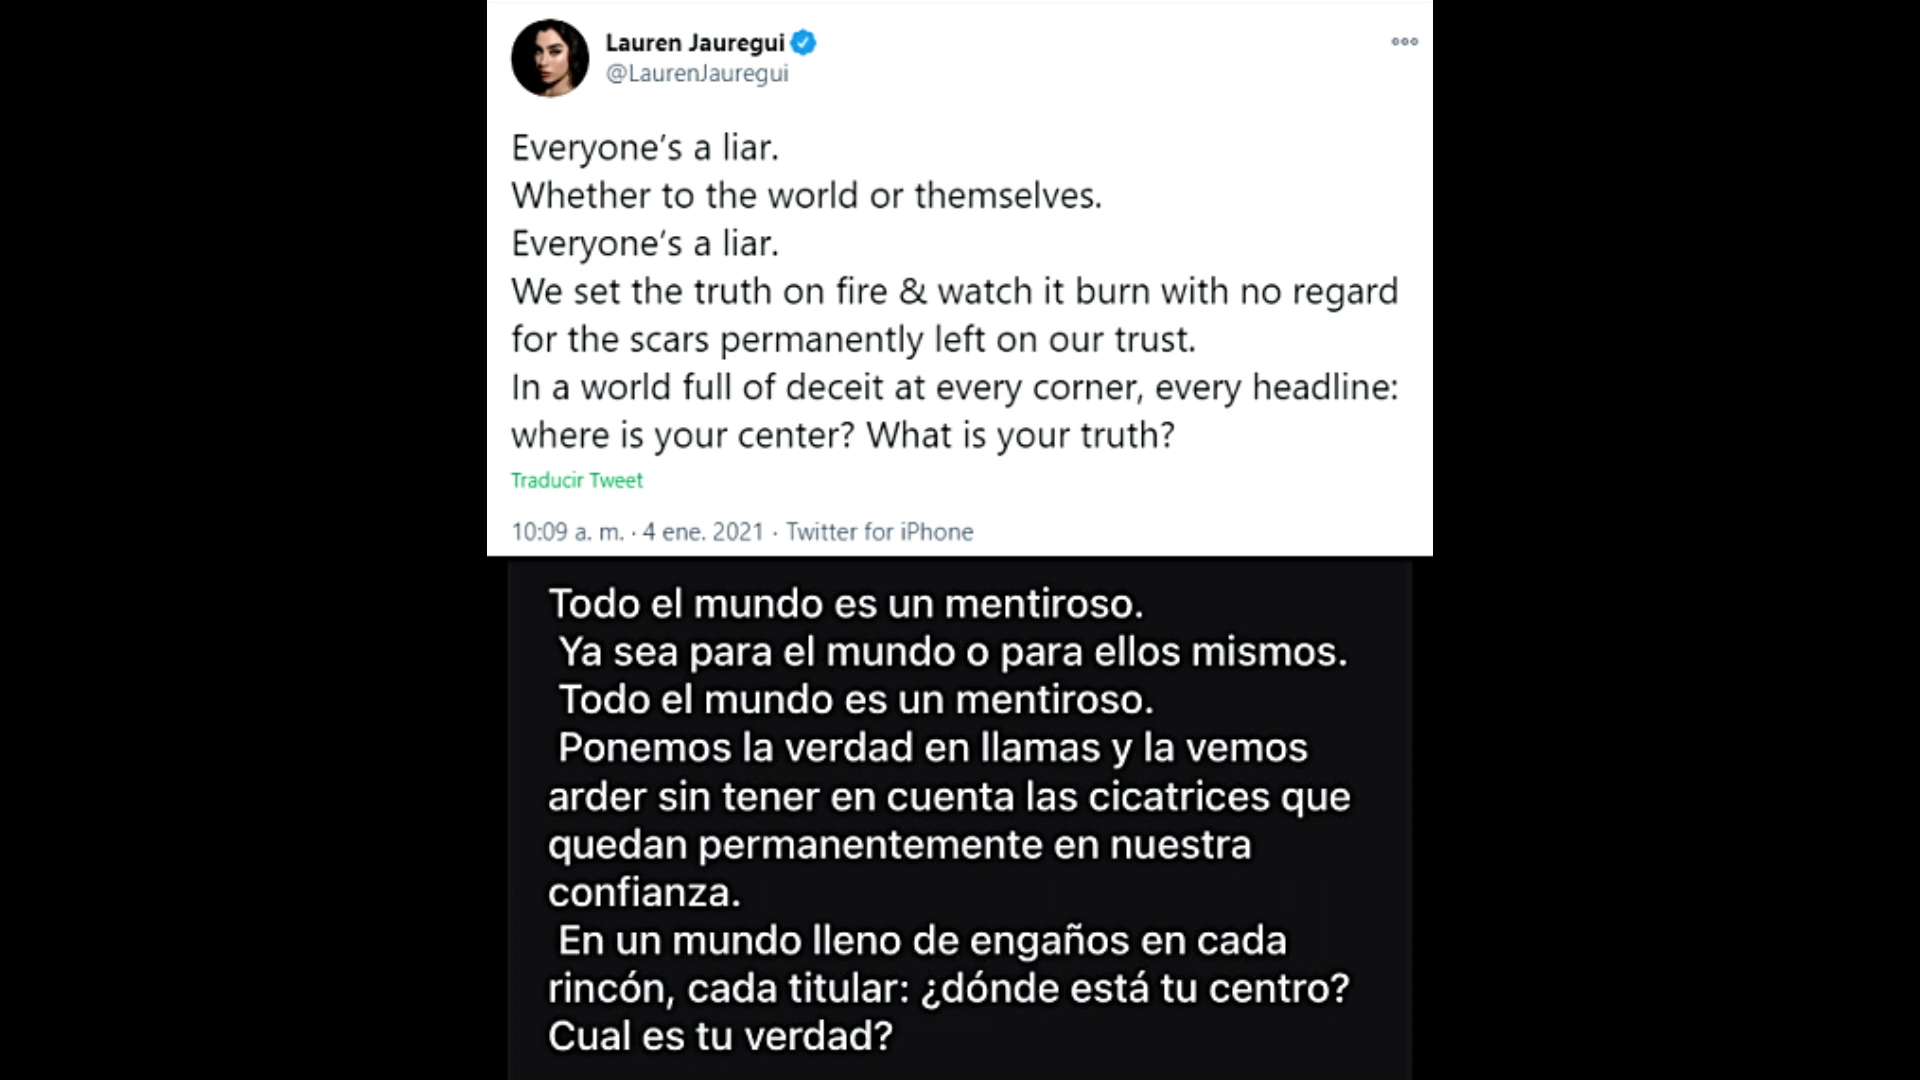 Lauren Jauregui
@LaurenJauregui
Everyone's a liar.
Whether to the world or themselves.
Everyone's a liar.
We set the truth on fire & watch it burn with no regard
for the scars permanently left on our trust.
In a world full of deceit at every corner, every headline:
where is your center? What is your truth?
Traducir Tweet
10:09 a. m. · 4 ene. 2021 · Twitter for iPhone
Todo el mundo es un mentiroso.
Ya sea para el mundo o para ellos mismos.
Todo el mundo es un mentiroso.
Ponemos la verdad en llamas y la vemos
arder sin tener en cuenta las cicatrices que
quedan permanentemente en nuestra
confianza.
En un mundo lleno de engaños en cada
rincón, cada titular: ¿dónde está tu centro?
Cual es tu verdad?